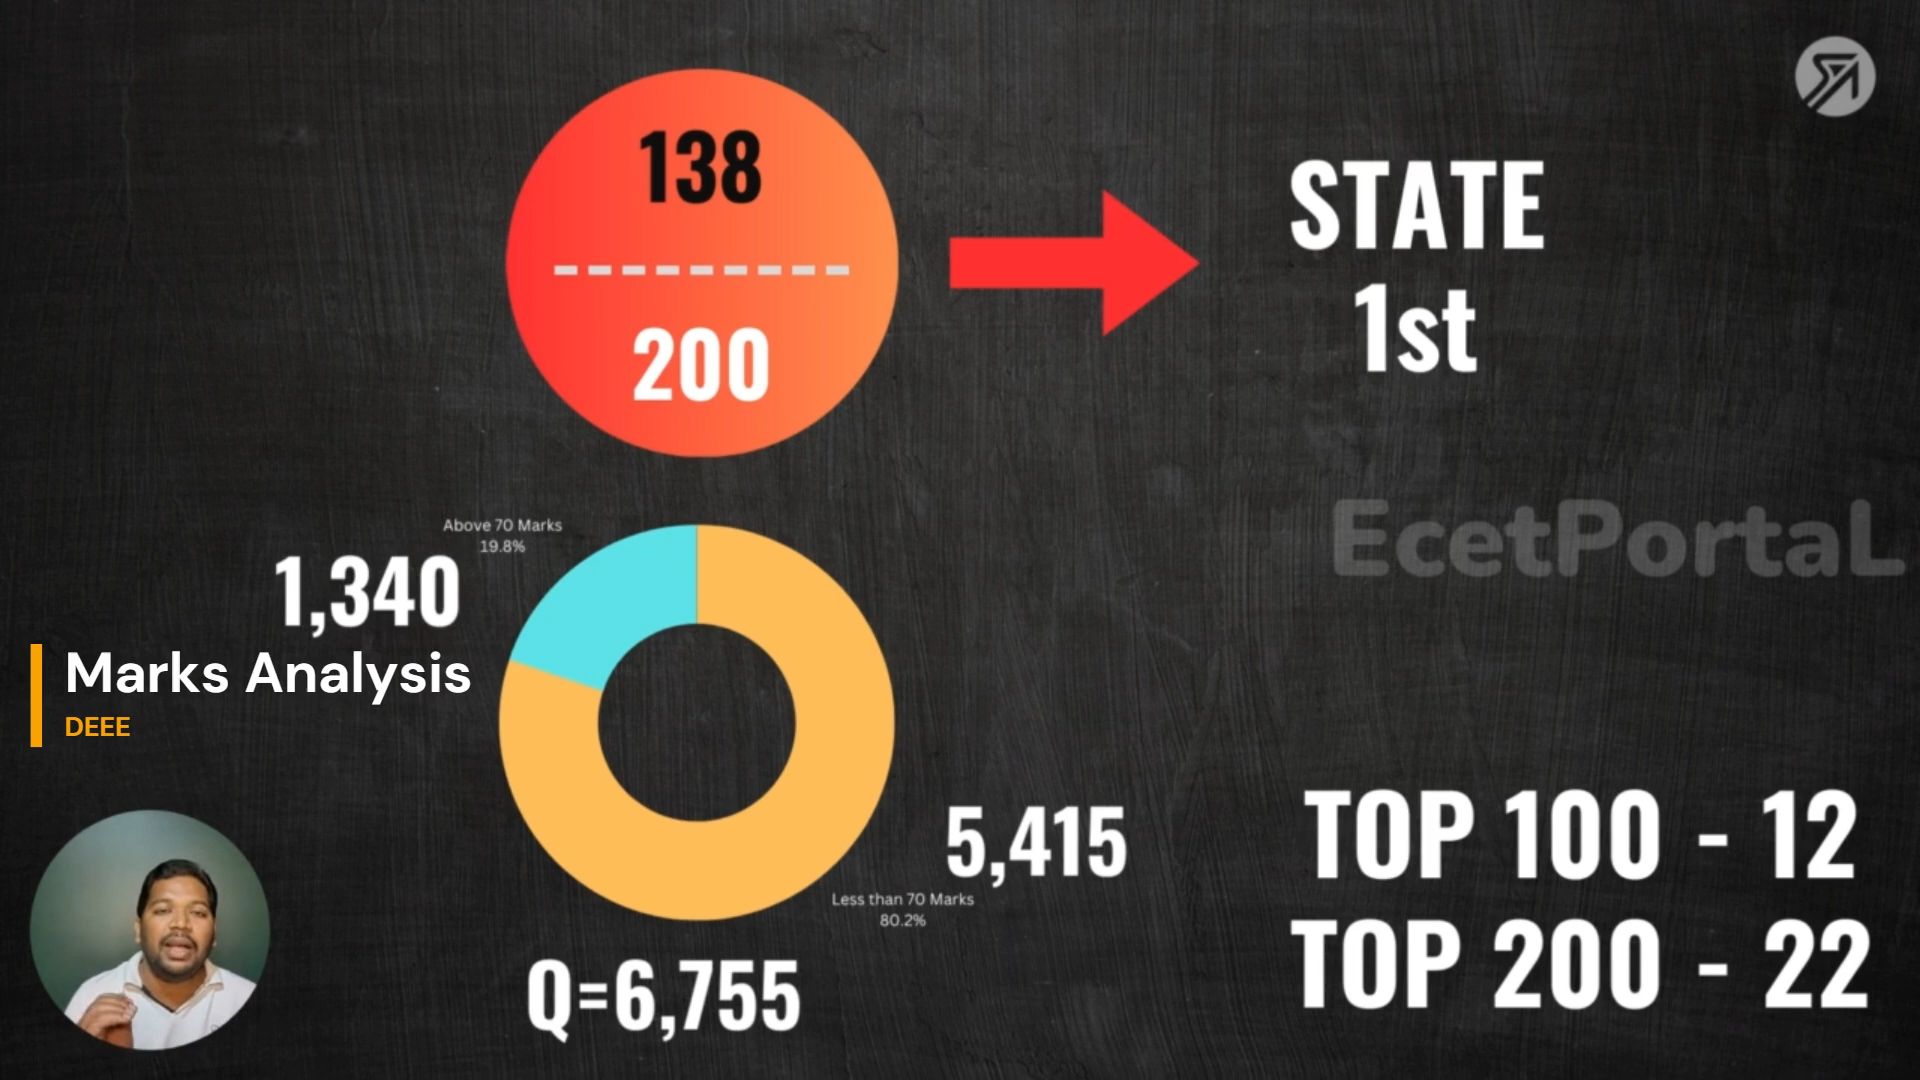 138
200
STATE
1st
EcetPortaL
Above 70 Marks
19.8%
1,340
Marks Analysis
DEEE
5,415
Less than 70 Marks
80.2%
Q=6,755
TOP 100 - 12
TOP 200 - 22